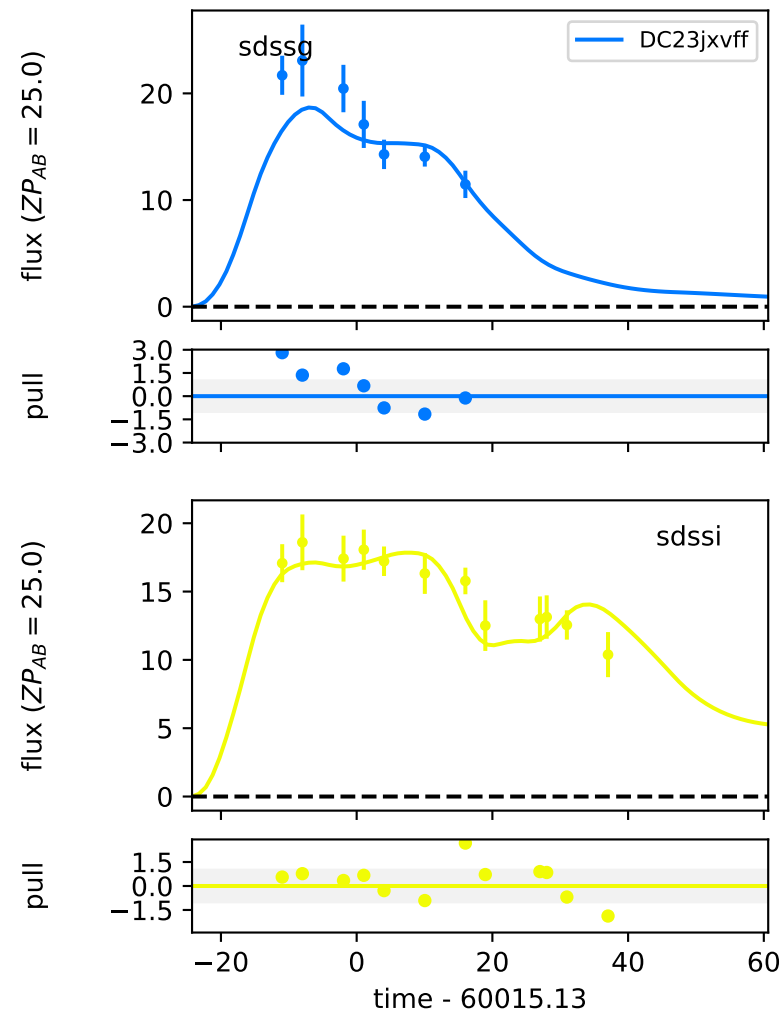 sdssg
DC23jxvff
flux (ZP_AB = 25.0)
20
10
0
pull
3.0
1.5
0.0
−1.5
−3.0
sdssi
flux (ZP_AB = 25.0)
20
15
10
5
0
pull
1.5
0.0
−1.5
−20 0 20 40 60
time - 60015.13